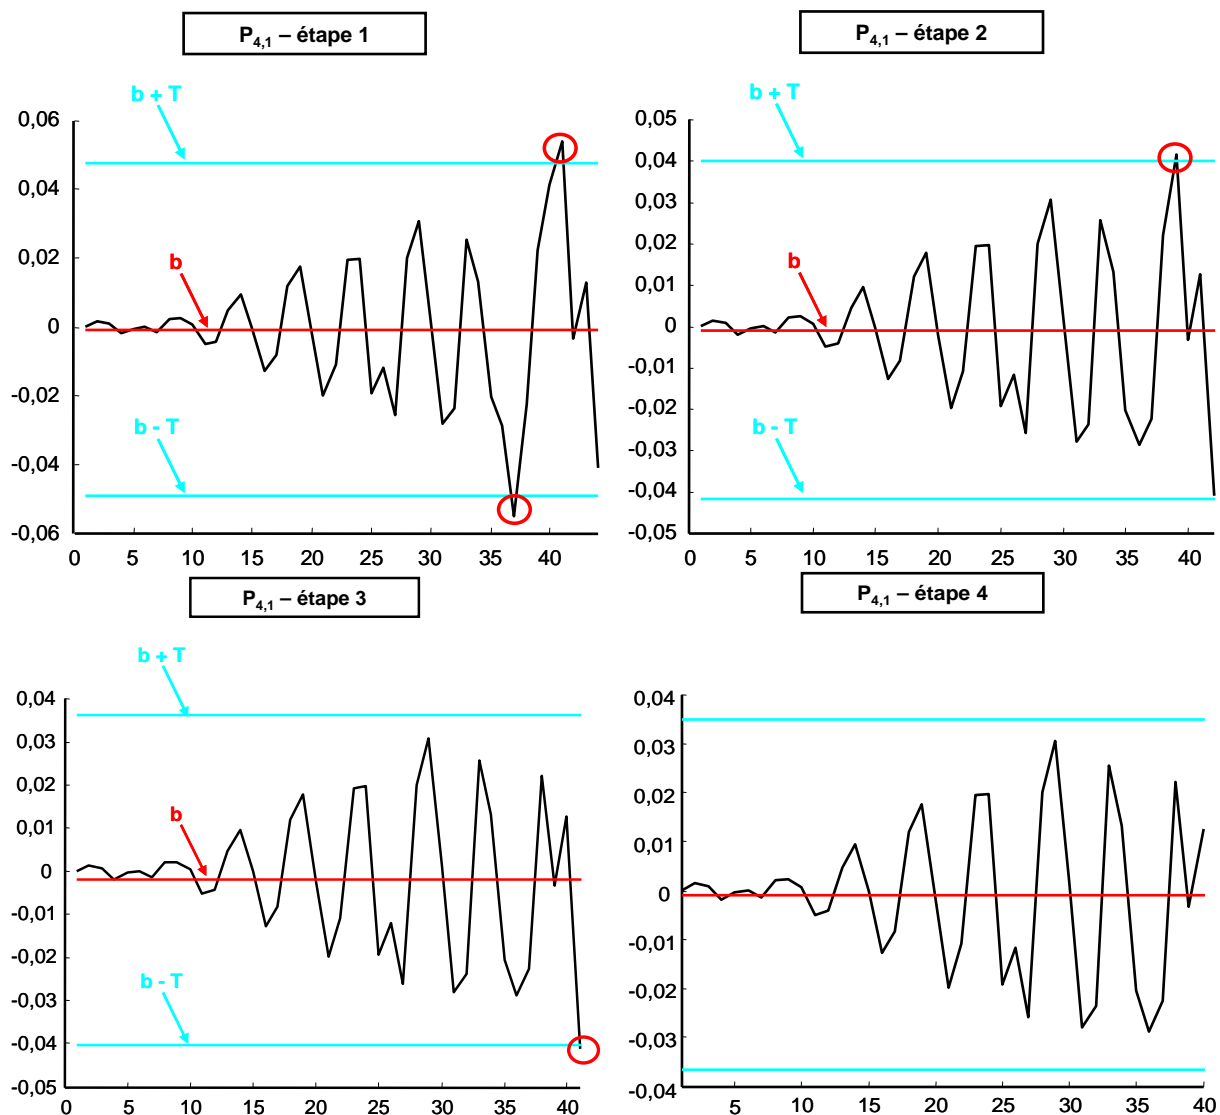 P4,1 – étape 1
b + T
0,06
0,04
0,02
b
0
-0,02
b - T
-0,04
-0,06
0 5 10 15 20 25 30 35 40
P4,1 – étape 2
b + T
0,05
0,04
0,03
0,02
b
0,01
0
-0,01
-0,02
b - T
-0,03
-0,04
-0,05
0 5 10 15 20 25 30 35 40
P4,1 – étape 3
b + T
0,04
0,03
0,02
b
0,01
0
-0,01
-0,02
b - T
-0,03
-0,04
-0,05
0 5 10 15 20 25 30 35 40
P4,1 – étape 4
0,04
0,03
0,02
0,01
0
-0,01
-0,02
-0,03
-0,04
5 10 15 20 25 30 35 40